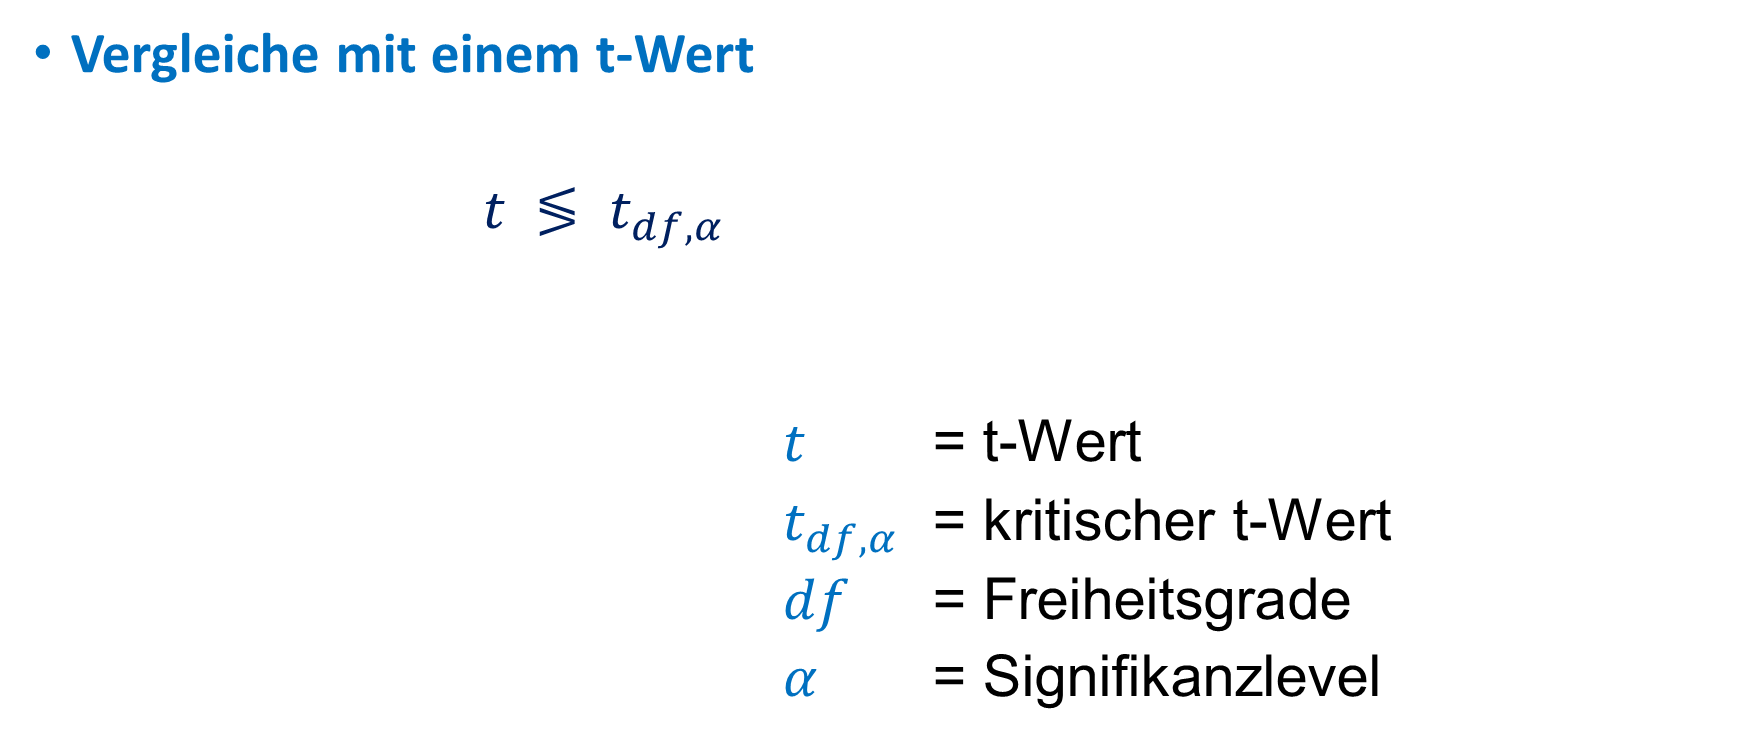 • Vergleiche mit einem t-Wert
t ⪋ t_{df,α}
t = t-Wert
t_{df,α} = kritischer t-Wert
df = Freiheitsgrade
α = Signifikanzlevel